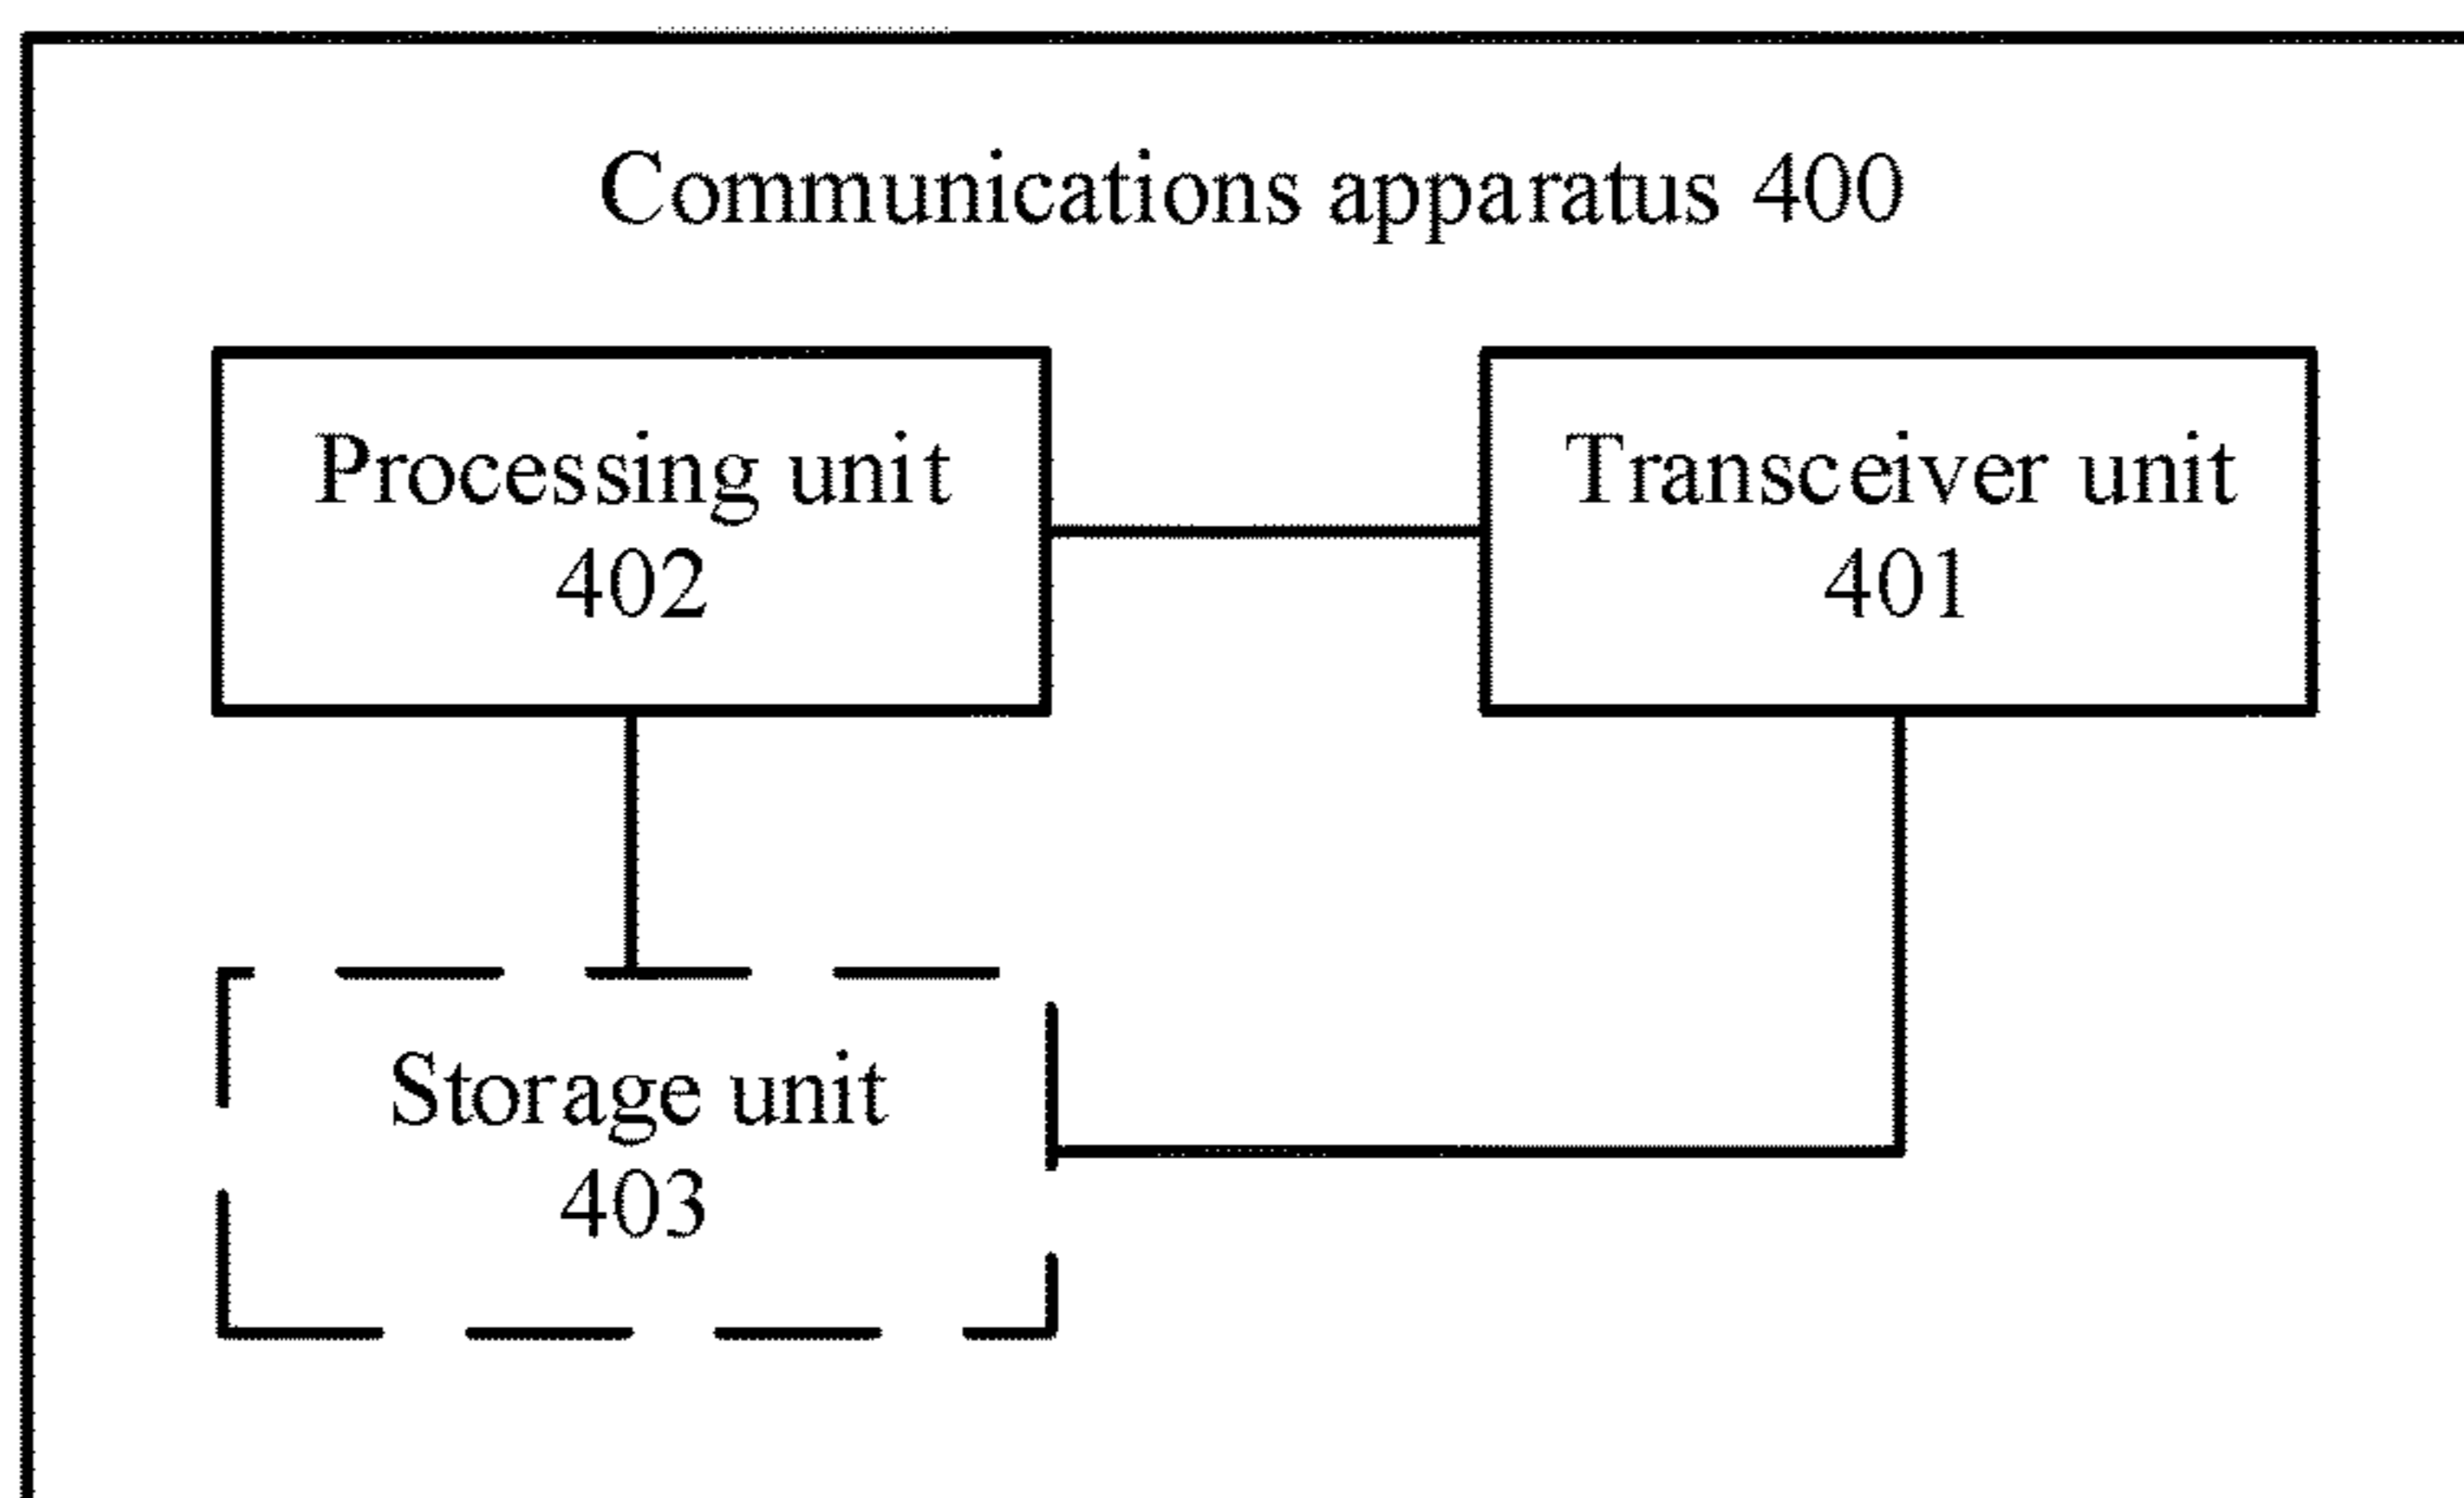 Communications apparatus 400
Processing unit
402
Transceiver unit
401
Storage unit
403